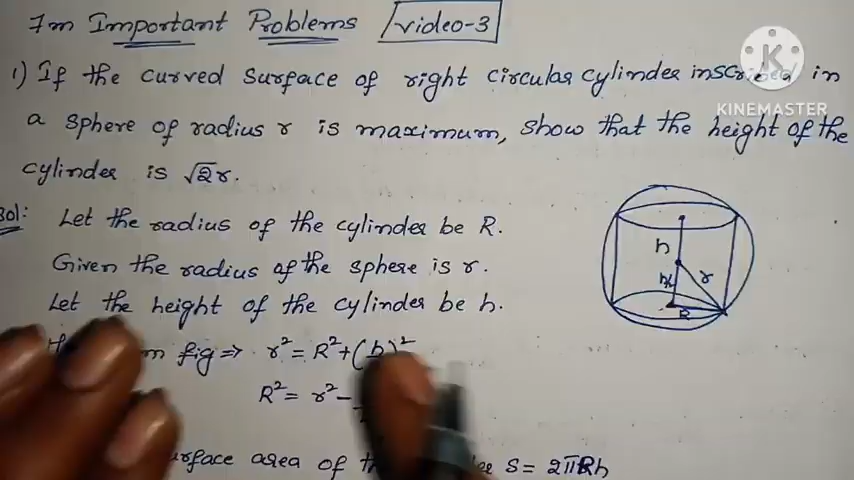 7m Important Problems video-3
1) If the curved surface of right circular cylinder inscribed in
a sphere of radius r is maximum, show that the height of the
cylinder is √2r.
Sol: Let the radius of the cylinder be R.
Given the radius of the sphere is r.
Let the height of the cylinder be h.
fig ⇒ r² = R² + (h)²
R² = r² -
surface area of S = 2πRh
h
r
R
K
KINEMASTER